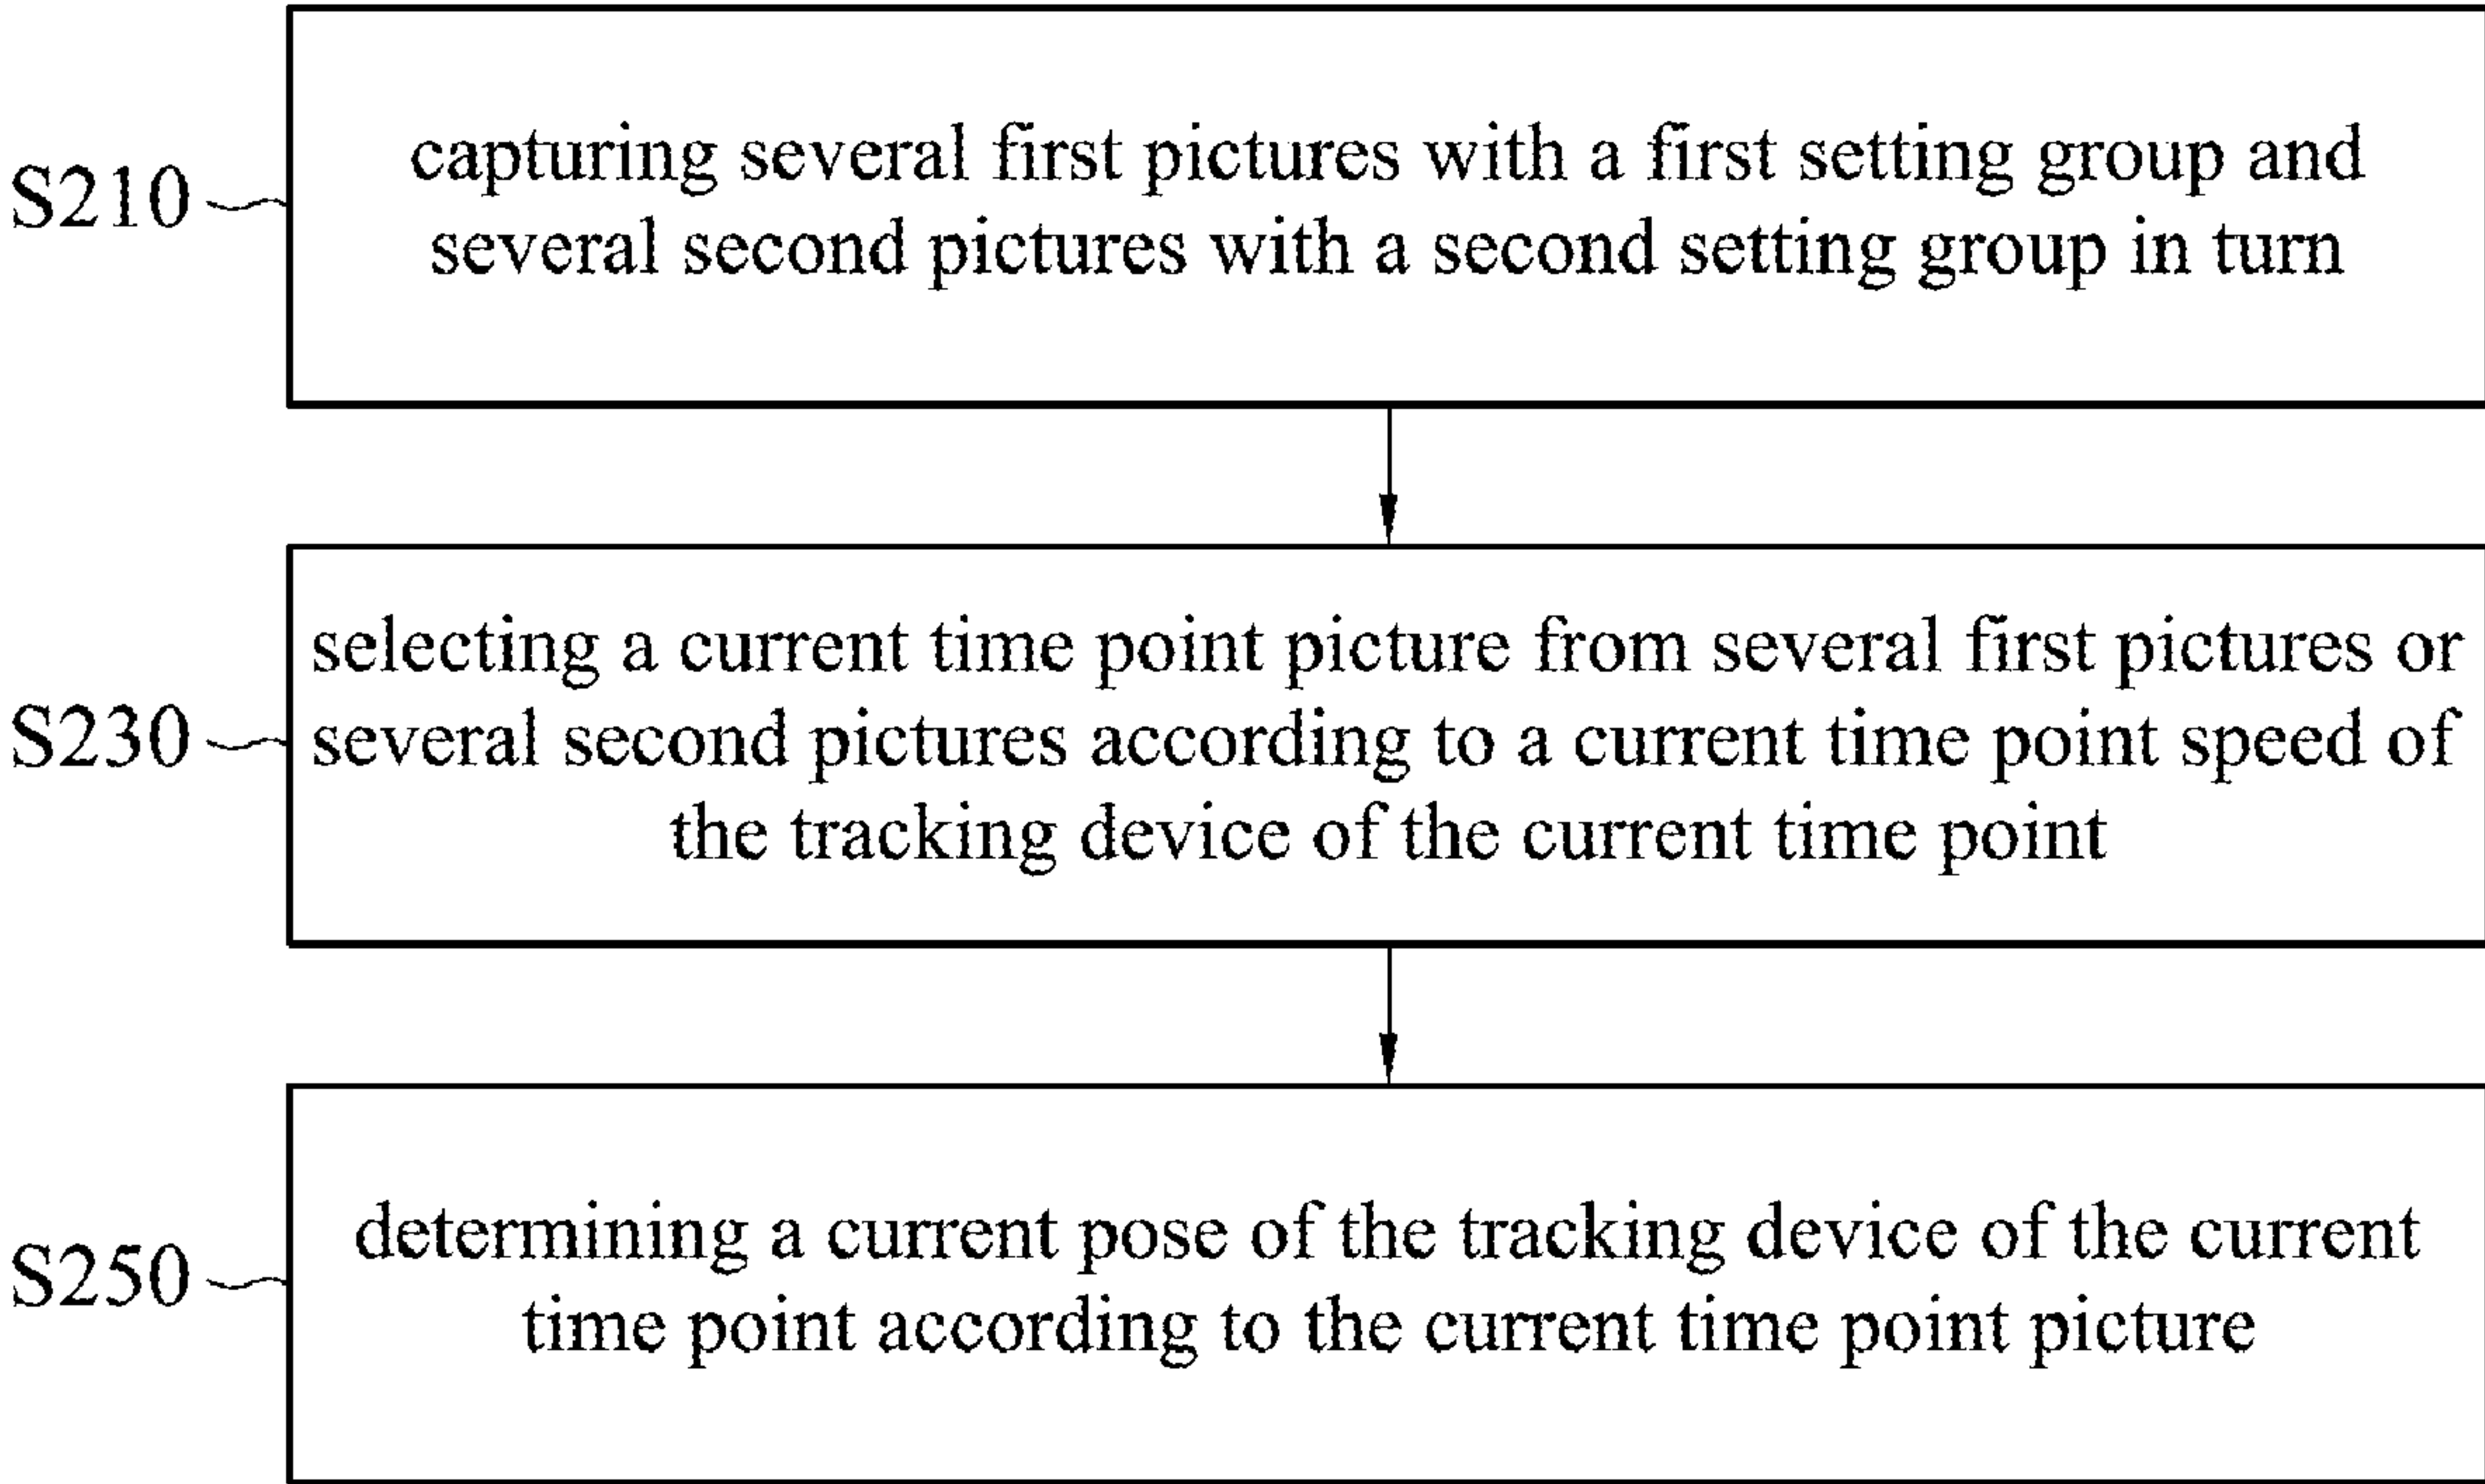 S210
capturing several first pictures with a first setting group and
several second pictures with a second setting group in turn
S230
selecting a current time point picture from several first pictures or
several second pictures according to a current time point speed of
the tracking device of the current time point
S250
determining a current pose of the tracking device of the current
time point according to the current time point picture